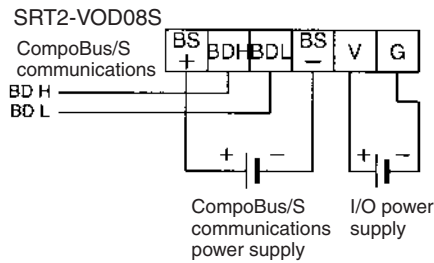 SRT2-VOD08S
CompoBus/S
communications
BS
+
BDH
BDL
BS
–
V
G
BD H
BD L
+ –
+ –
CompoBus/S
communications
power supply
I/O power
supply